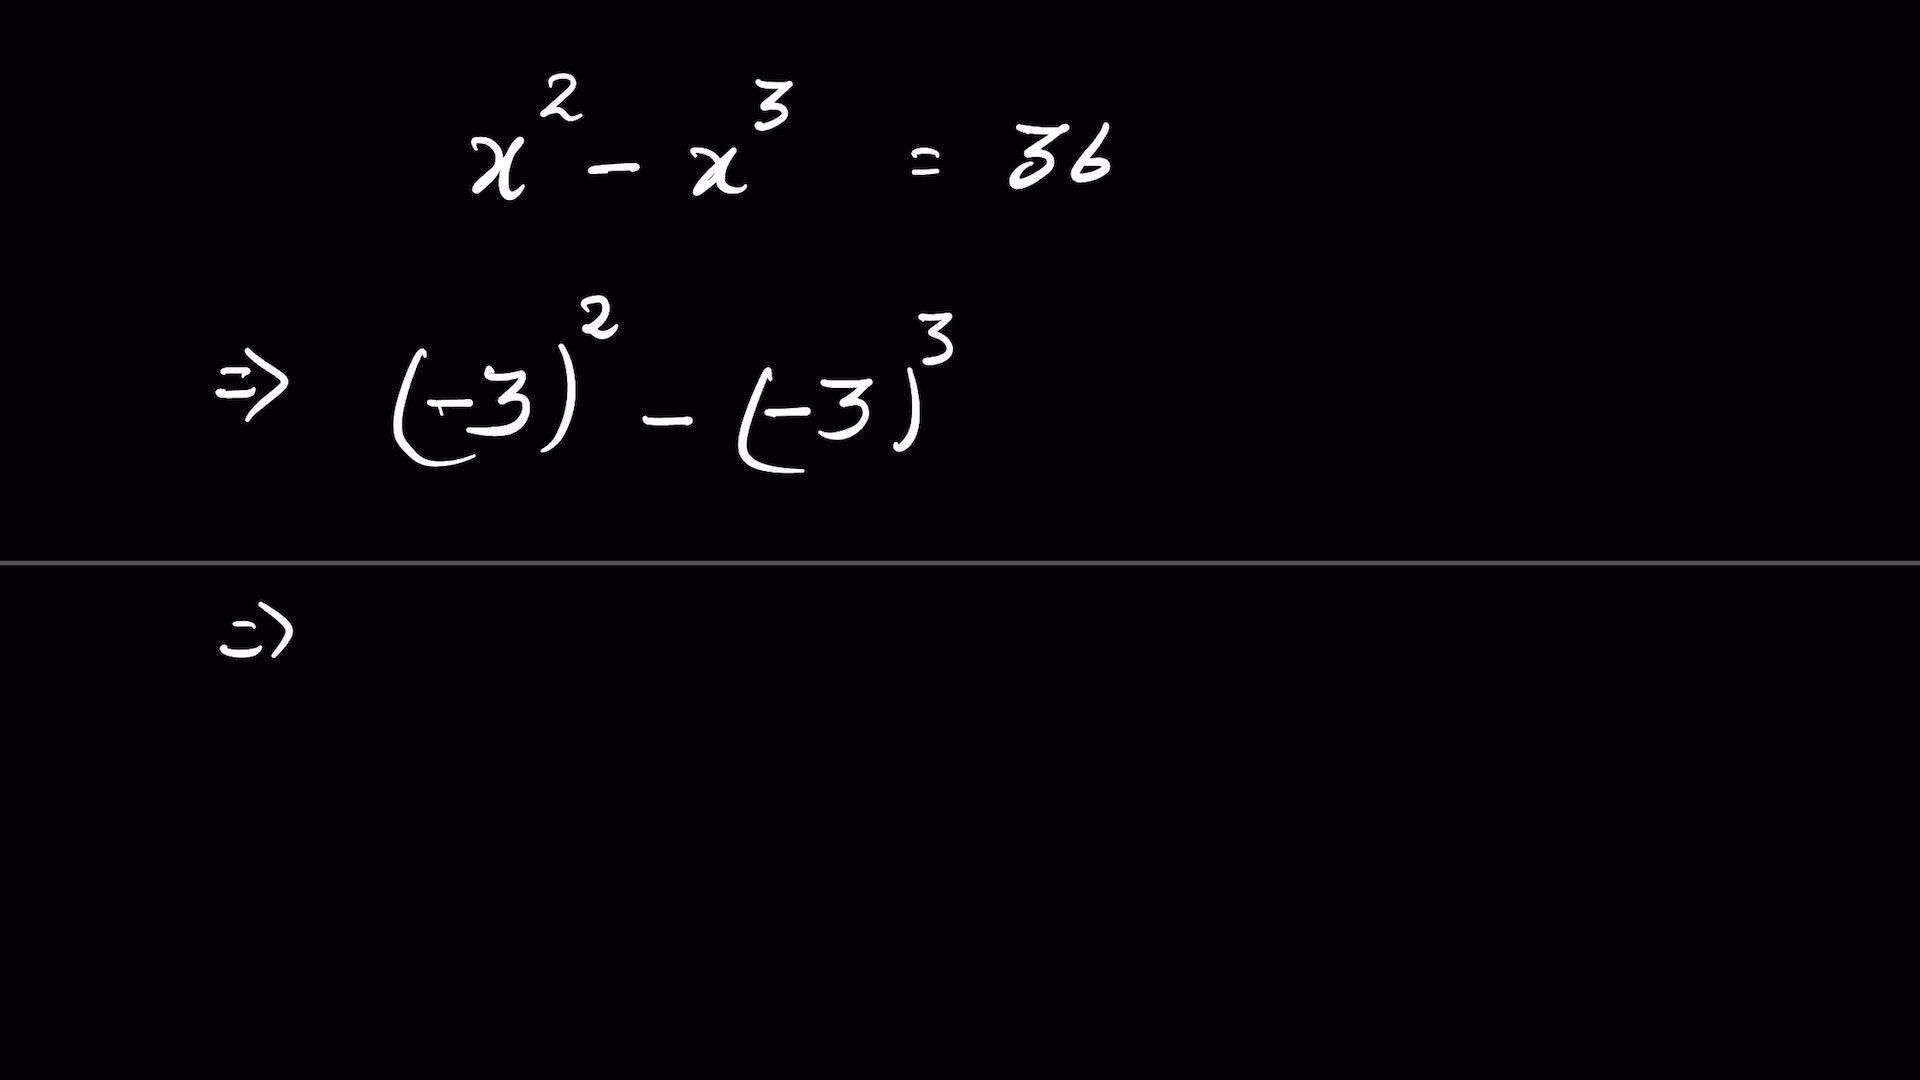 x² - x³ = 36
=> (-3)² - (-3)³
=>